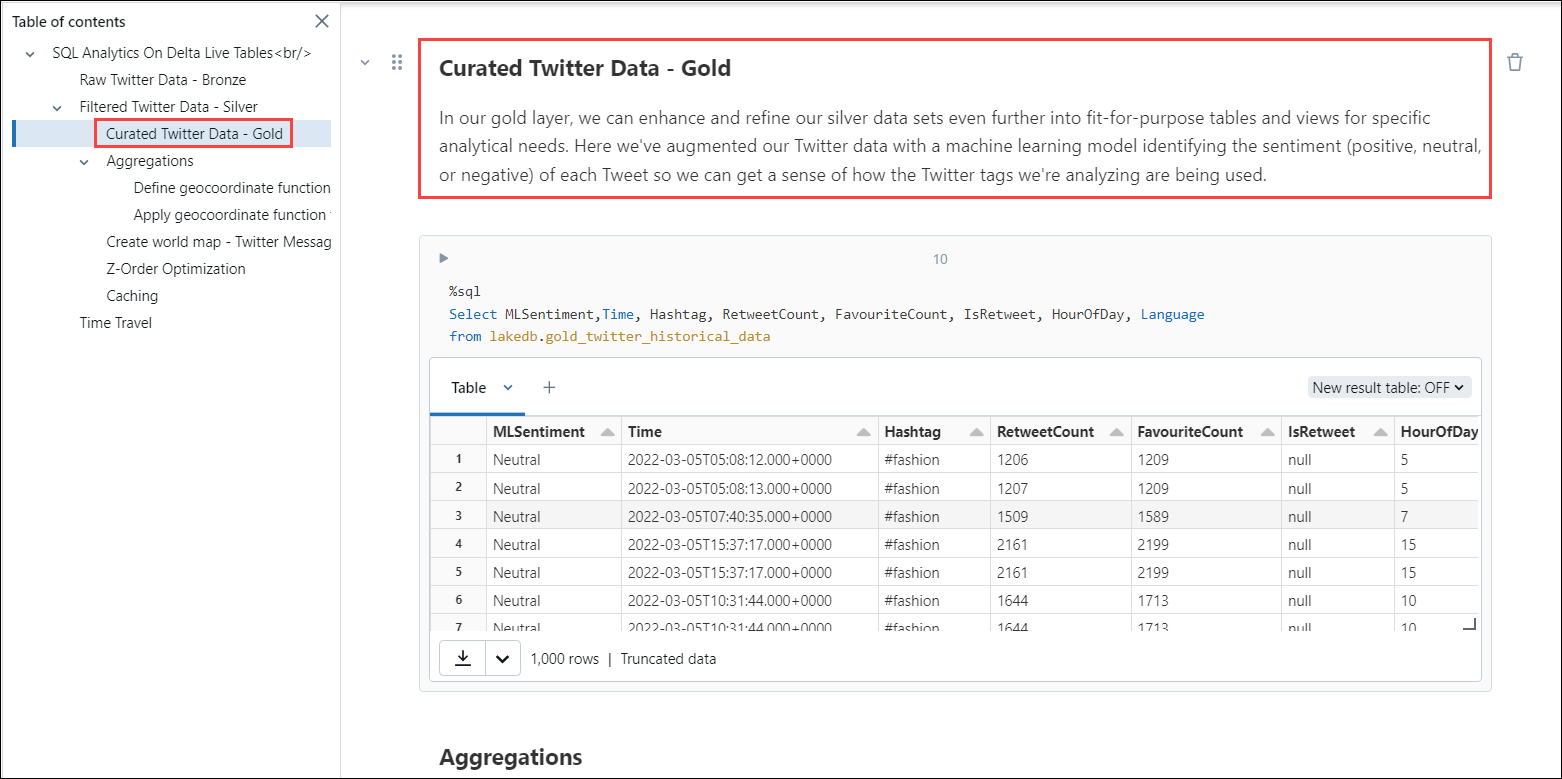 Table of contents
SQL Analytics On Delta Live Tables<br/>
Raw Twitter Data - Bronze
Filtered Twitter Data - Silver
Curated Twitter Data - Gold
Aggregations
Define geocoordinate function
Apply geocoordinate function
Create world map - Twitter Messag
Z-Order Optimization
Caching
Time Travel
Curated Twitter Data - Gold
In our gold layer, we can enhance and refine our silver data sets even further into fit-for-purpose tables and views for specific
analytical needs. Here we've augmented our Twitter data with a machine learning model identifying the sentiment (positive, neutral,
or negative) of each Tweet so we can get a sense of how the Twitter tags we're analyzing are being used.
10
%sql
Select MLSentiment,Time, Hashtag, RetweetCount, FavouriteCount, IsRetweet, HourOfDay, Language
from lakedb.gold_twitter_historical_data
Table + New result table: OFF
MLSentiment Time Hashtag RetweetCount FavouriteCount IsRetweet HourOfDay
1 Neutral 2022-03-05T05:08:12.000+0000 #fashion 1206 1209 null 5
2 Neutral 2022-03-05T05:08:13.000+0000 #fashion 1207 1209 null 5
3 Neutral 2022-03-05T07:40:35.000+0000 #fashion 1509 1589 null 7
4 Neutral 2022-03-05T15:37:17.000+0000 #fashion 2161 2199 null 15
5 Neutral 2022-03-05T15:37:17.000+0000 #fashion 2161 2199 null 15
6 Neutral 2022-03-05T10:31:44.000+0000 #fashion 1644 1713 null 10
7 Neutral 2022-03-05T10:31:44.000+0000 #fashion 1644 1713 null 10
1,000 rows | Truncated data
Aggregations